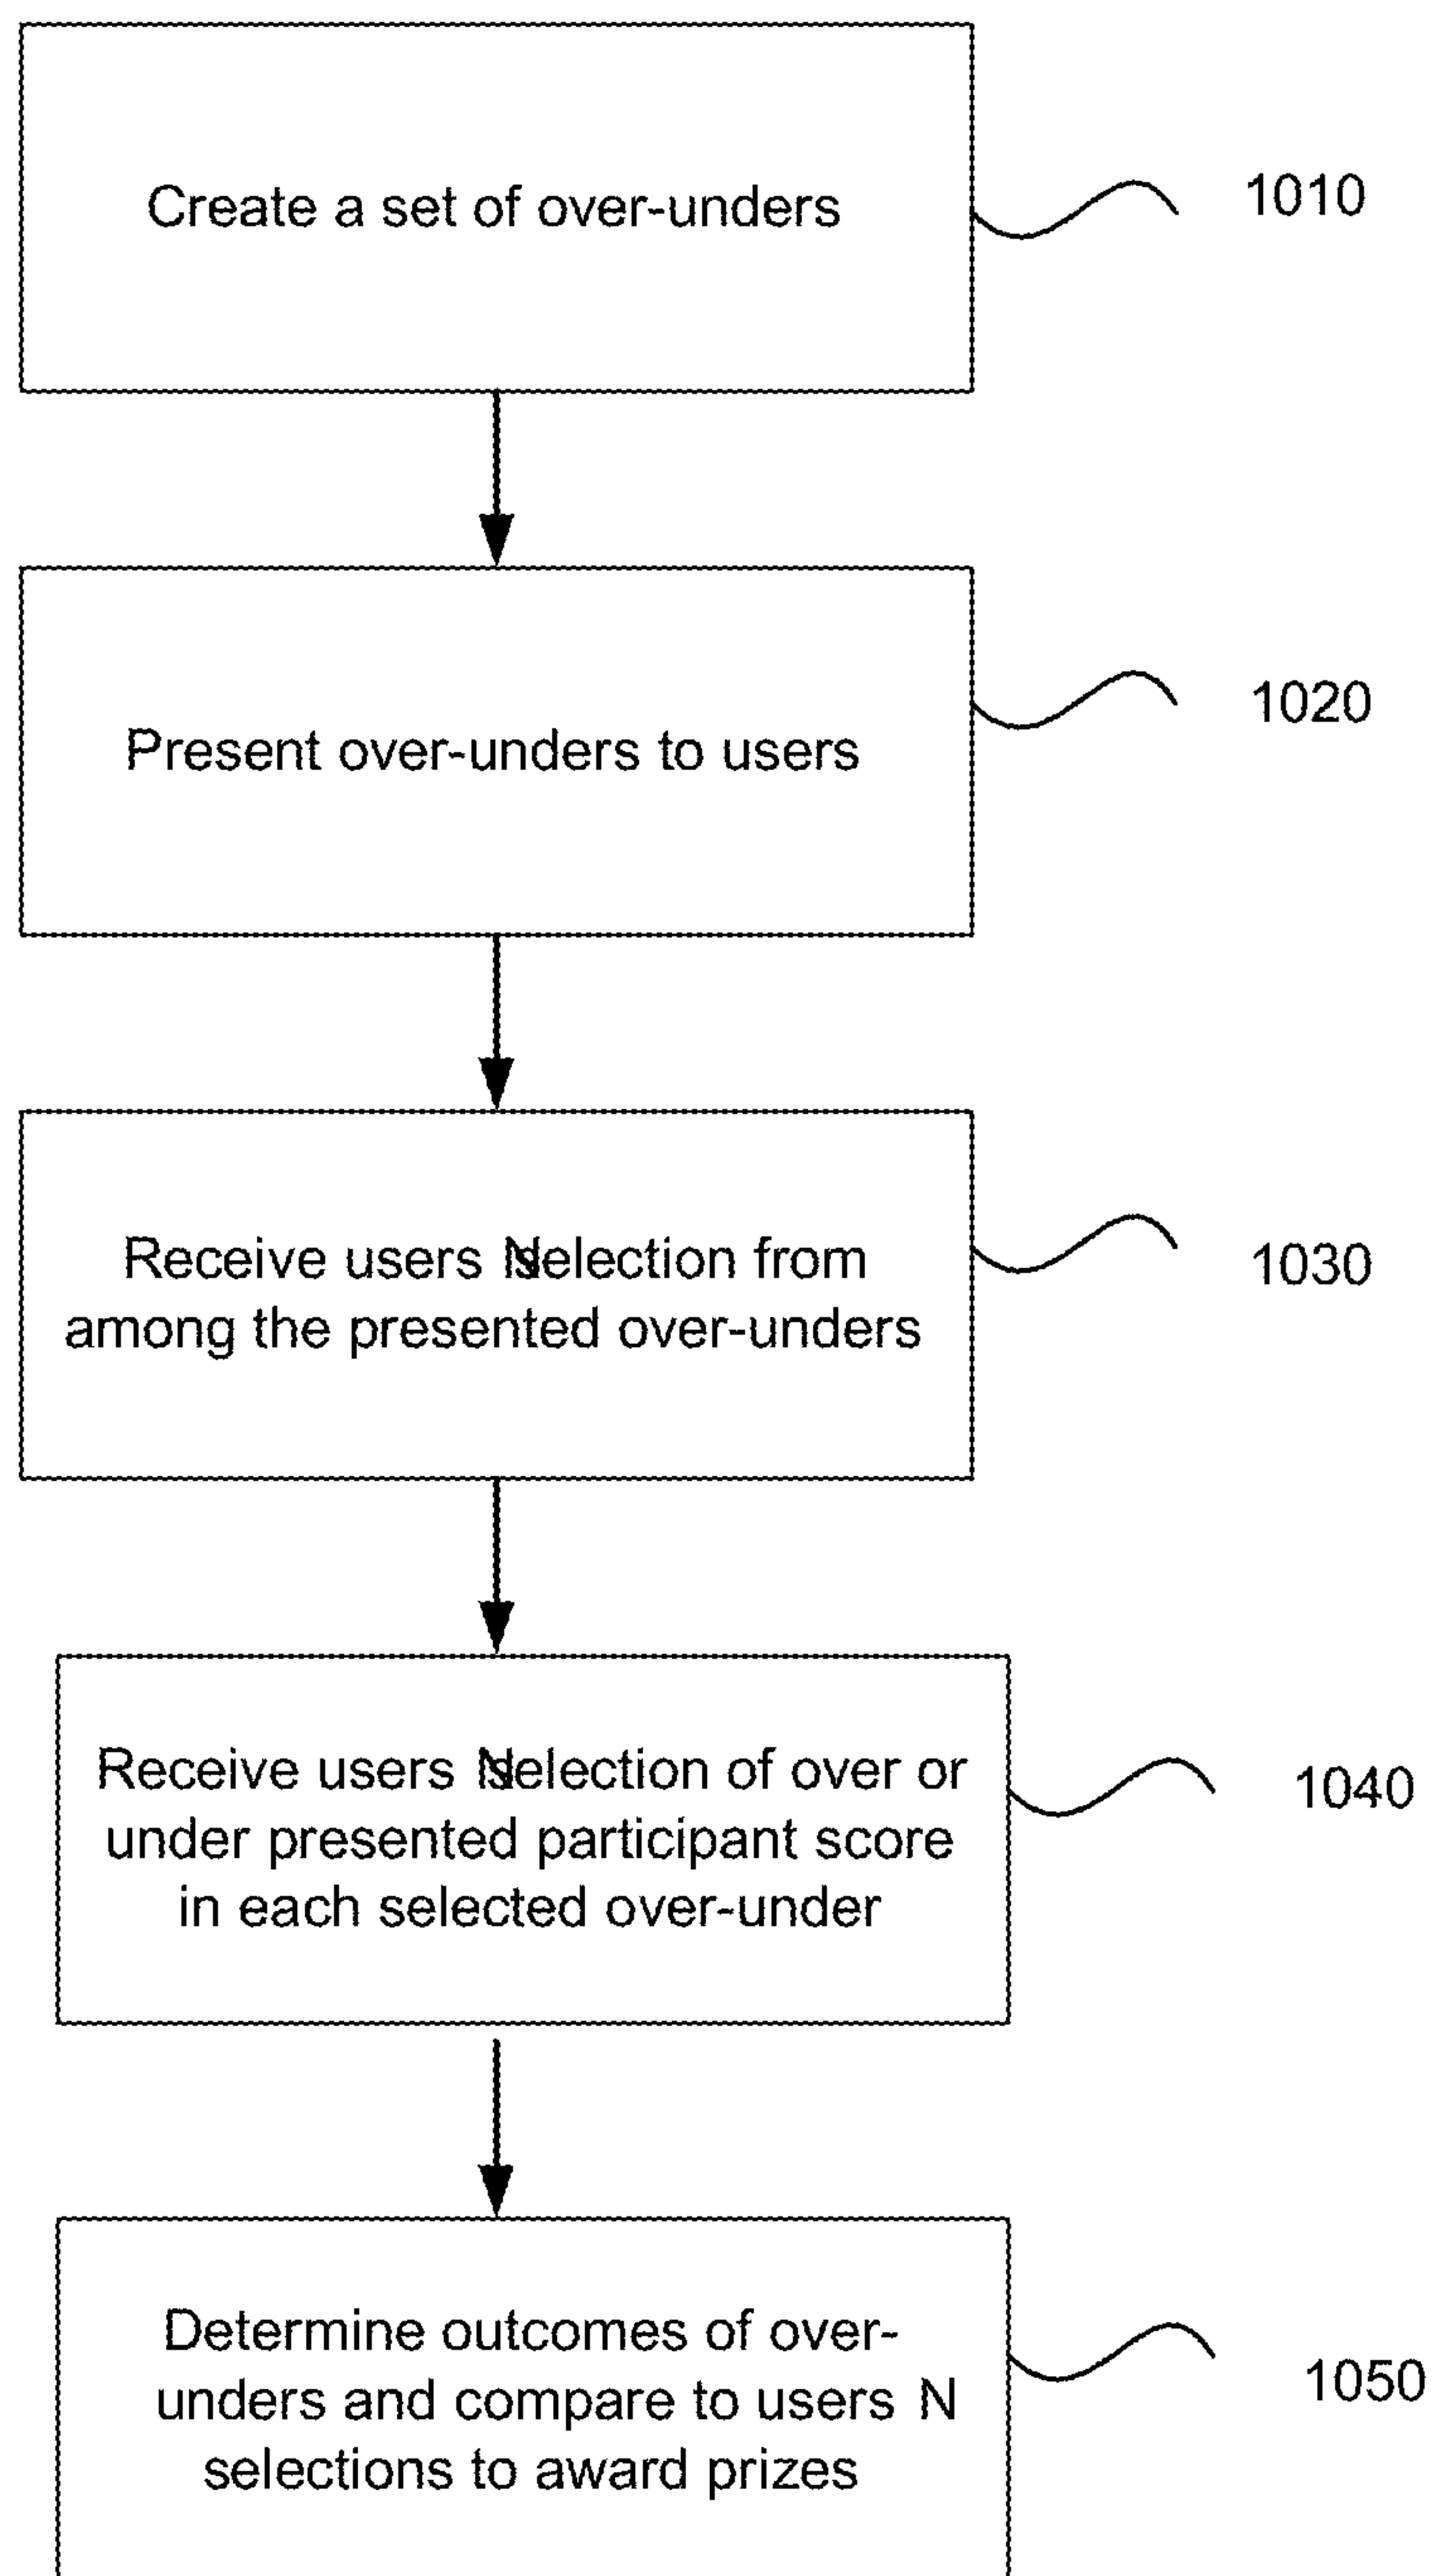 Create a set of over-unders
1010
Present over-unders to users
1020
Receive users selection from
among the presented over-unders
1030
Receive users selection of over or
under presented participant score
in each selected over-under
1040
Determine outcomes of over-
unders and compare to users N
selections to award prizes
1050